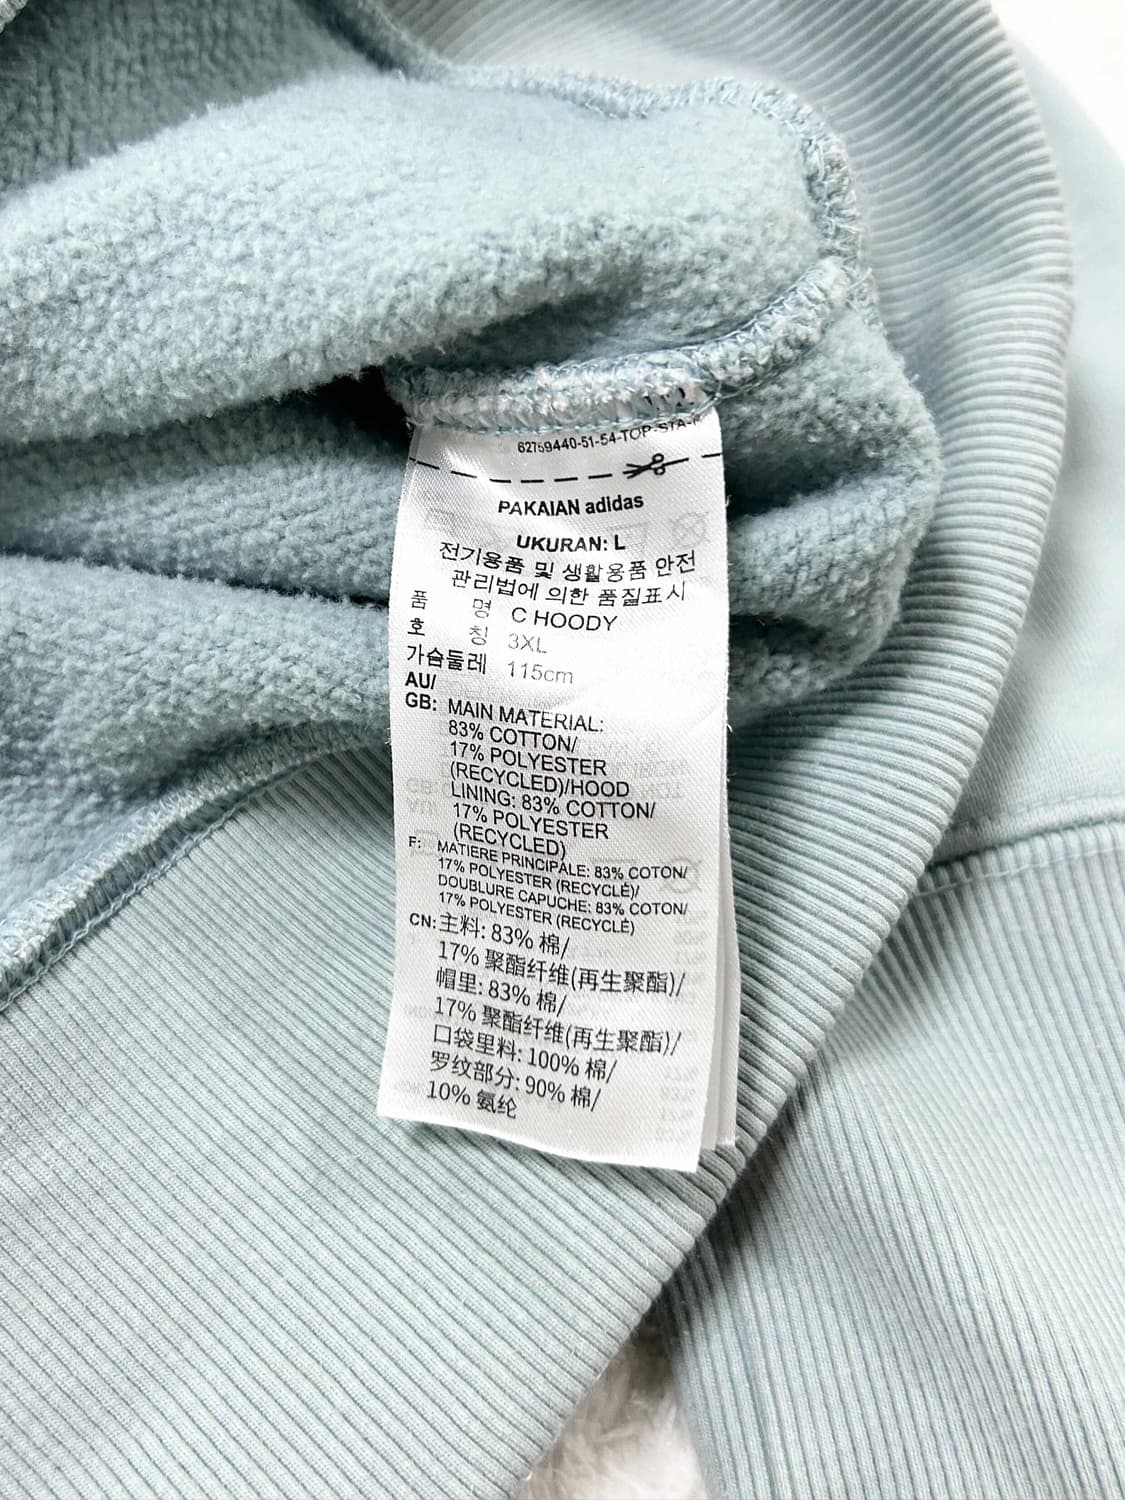 62759440-51-54-TOP-STA-
PAKAIAN adidas
UKURAN: L
전기용품 및 생활용품 안전
관리법에 의한 품질표시
품 명 C HOODY
호 칭 3XL
가슴둘레 115cm
AU/
GB: MAIN MATERIAL:
83% COTTON/
17% POLYESTER
(RECYCLED)/HOOD
LINING: 83% COTTON/
17% POLYESTER
(RECYCLED)
F: MATIERE PRINCIPALE: 83% COTON/
17% POLYESTER (RECYCLÉ)/
DOUBLURE CAPUCHE: 83% COTON/
17% POLYESTER (RECYCLÉ)
CN: 主料: 83% 棉/
17% 聚酯纤维(再生聚酯)/
帽里: 83% 棉/
17% 聚酯纤维(再生聚酯)/
口袋里料: 100% 棉/
罗纹部分: 90% 棉/
10% 氨纶